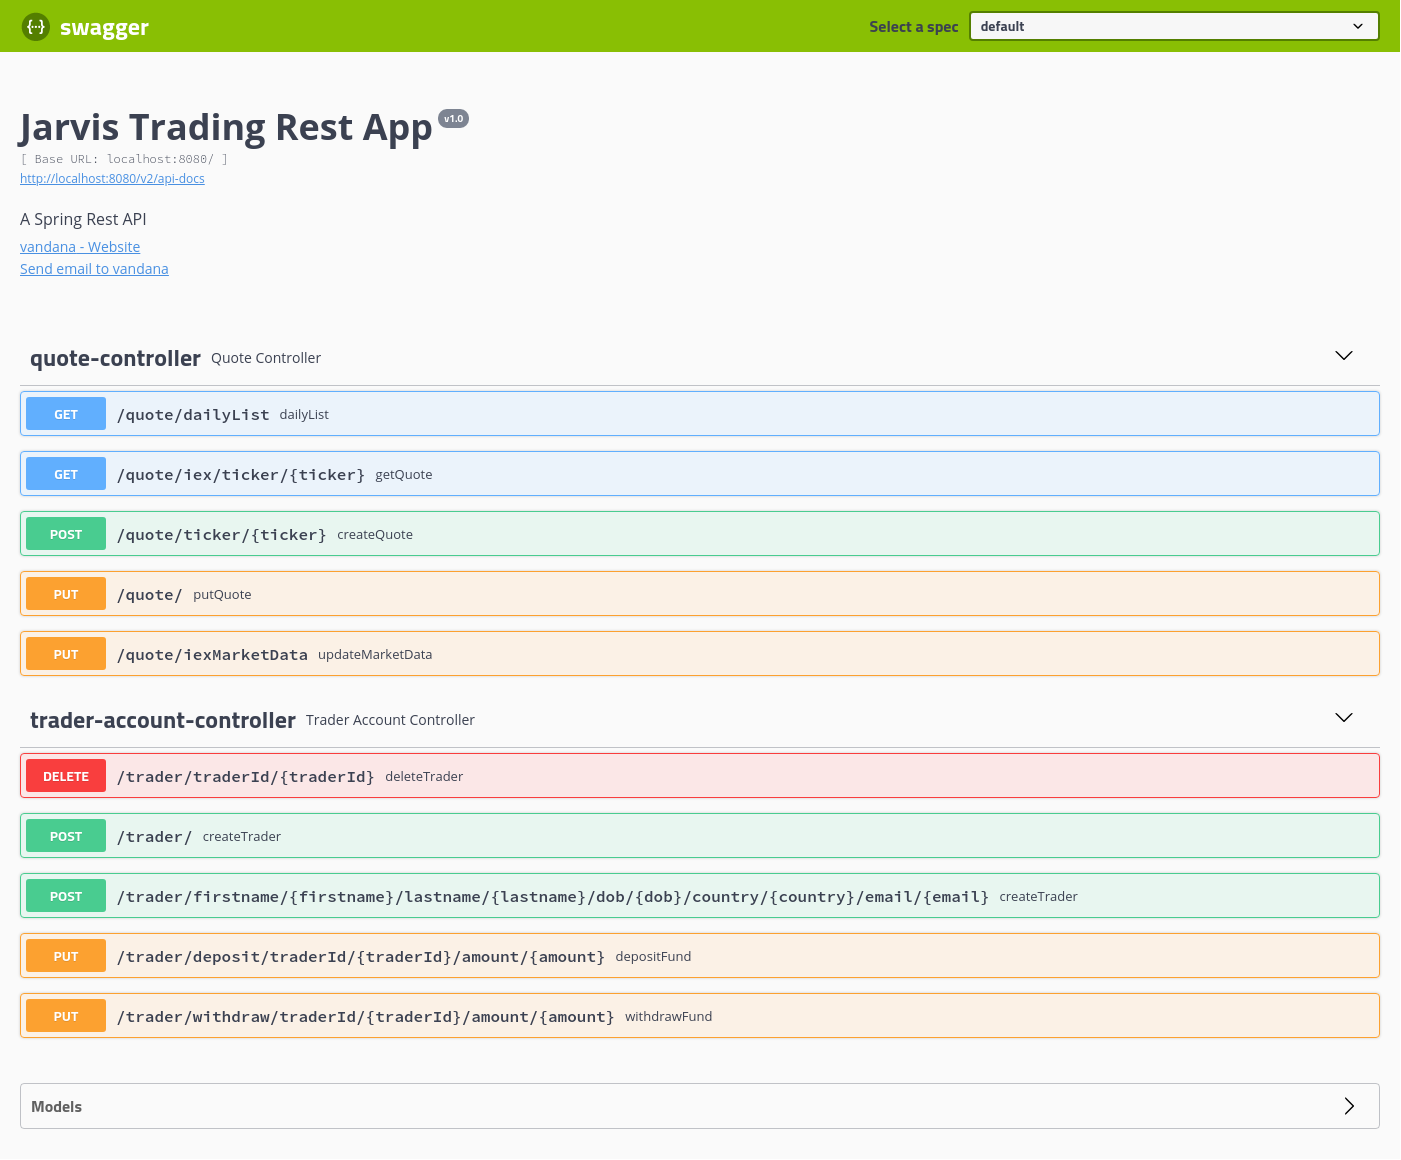 swagger Select a spec default
Jarvis Trading Rest App v1.0
[ Base URL: localhost:8080/ ]
http://localhost:8080/v2/api-docs
A Spring Rest API
vandana - Website
Send email to vandana
quote-controller Quote Controller
GET /quote/dailyList dailyList
GET /quote/iex/ticker/{ticker} getQuote
POST /quote/ticker/{ticker} createQuote
PUT /quote/ putQuote
PUT /quote/iexMarketData updateMarketData
trader-account-controller Trader Account Controller
DELETE /trader/traderId/{traderId} deleteTrader
POST /trader/ createTrader
POST /trader/firstname/{firstname}/lastname/{lastname}/dob/{dob}/country/{country}/email/{email} createTrader
PUT /trader/deposit/traderId/{traderId}/amount/{amount} depositFund
PUT /trader/withdraw/traderId/{traderId}/amount/{amount} withdrawFund
Models